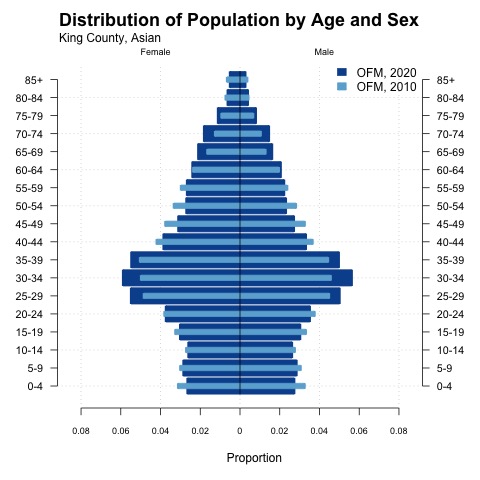 Distribution of Population by Age and Sex
King County, Asian
Female Male
OFM, 2020
OFM, 2010
85+ 85+
80-84 80-84
75-79 75-79
70-74 70-74
65-69 65-69
60-64 60-64
55-59 55-59
50-54 50-54
45-49 45-49
40-44 40-44
35-39 35-39
30-34 30-34
25-29 25-29
20-24 20-24
15-19 15-19
10-14 10-14
5-9 5-9
0-4 0-4
0.08 0.06 0.04 0.02 0 0.02 0.04 0.06 0.08
Proportion